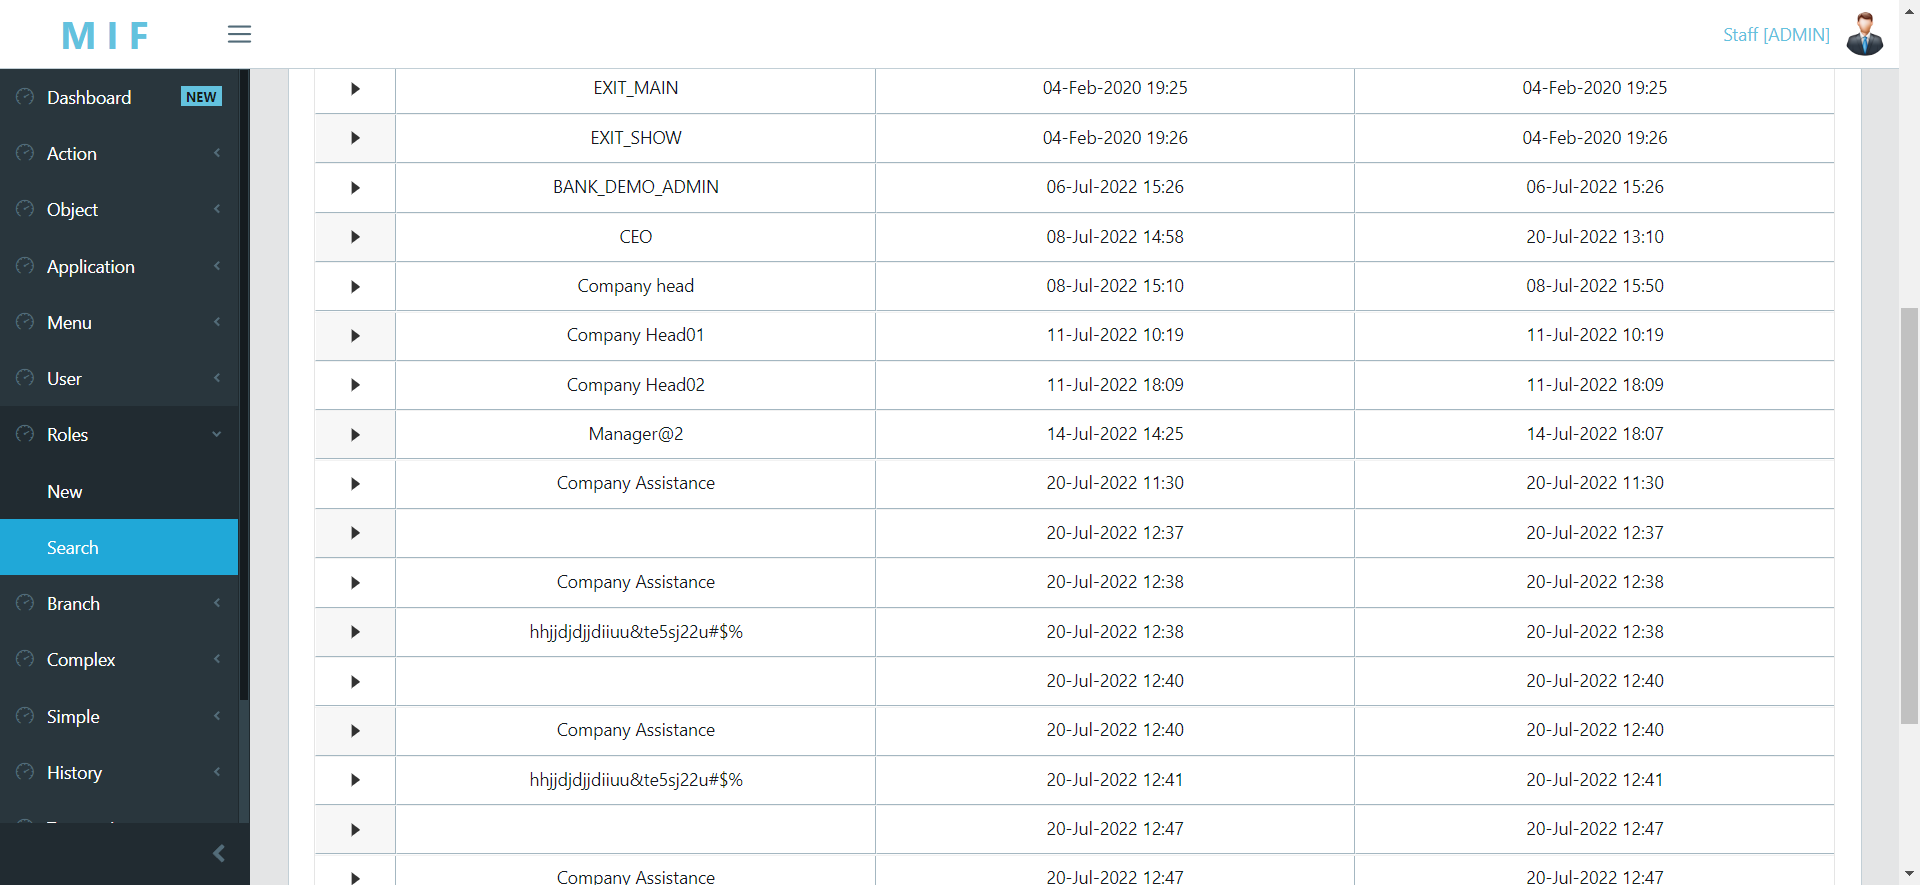 M I F
Staff [ADMIN]
Dashboard NEW
Action
Object
Application
Menu
User
Roles
New
Search
Branch
Complex
Simple
History
EXIT_MAIN 04-Feb-2020 19:25 04-Feb-2020 19:25
EXIT_SHOW 04-Feb-2020 19:26 04-Feb-2020 19:26
BANK_DEMO_ADMIN 06-Jul-2022 15:26 06-Jul-2022 15:26
CEO 08-Jul-2022 14:58 20-Jul-2022 13:10
Company head 08-Jul-2022 15:10 08-Jul-2022 15:50
Company Head01 11-Jul-2022 10:19 11-Jul-2022 10:19
Company Head02 11-Jul-2022 18:09 11-Jul-2022 18:09
Manager@2 14-Jul-2022 14:25 14-Jul-2022 18:07
Company Assistance 20-Jul-2022 11:30 20-Jul-2022 11:30
20-Jul-2022 12:37 20-Jul-2022 12:37
Company Assistance 20-Jul-2022 12:38 20-Jul-2022 12:38
hhjjdjdjjdiiuu&te5sj22u#$% 20-Jul-2022 12:38 20-Jul-2022 12:38
20-Jul-2022 12:40 20-Jul-2022 12:40
Company Assistance 20-Jul-2022 12:40 20-Jul-2022 12:40
hhjjdjdjjdiiuu&te5sj22u#$% 20-Jul-2022 12:41 20-Jul-2022 12:41
20-Jul-2022 12:47 20-Jul-2022 12:47
Company Assistance 20-Jul-2022 12:47 20-Jul-2022 12:47